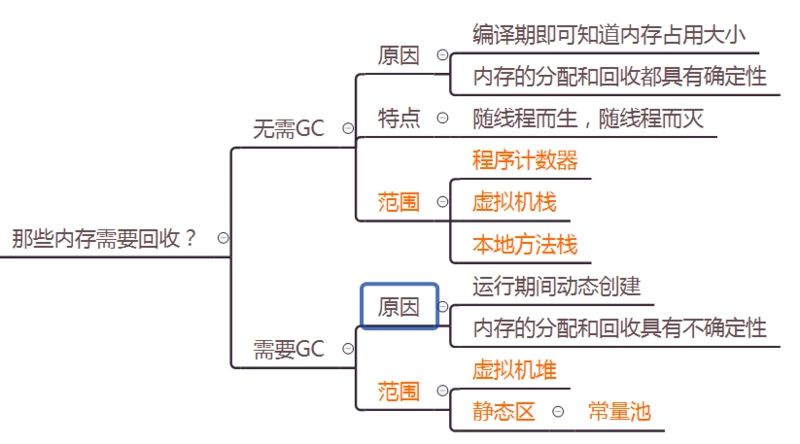 编译期即可知道内存占用大小
原因
内存的分配和回收都具有确定性
无需GC
特点
随线程而生，随线程而灭
程序计数器
范围
虚拟机栈
本地方法栈
那些内存需要回收？
运行期间动态创建
原因
内存的分配和回收具有不确定性
需要GC
虚拟机堆
范围
静态区
常量池